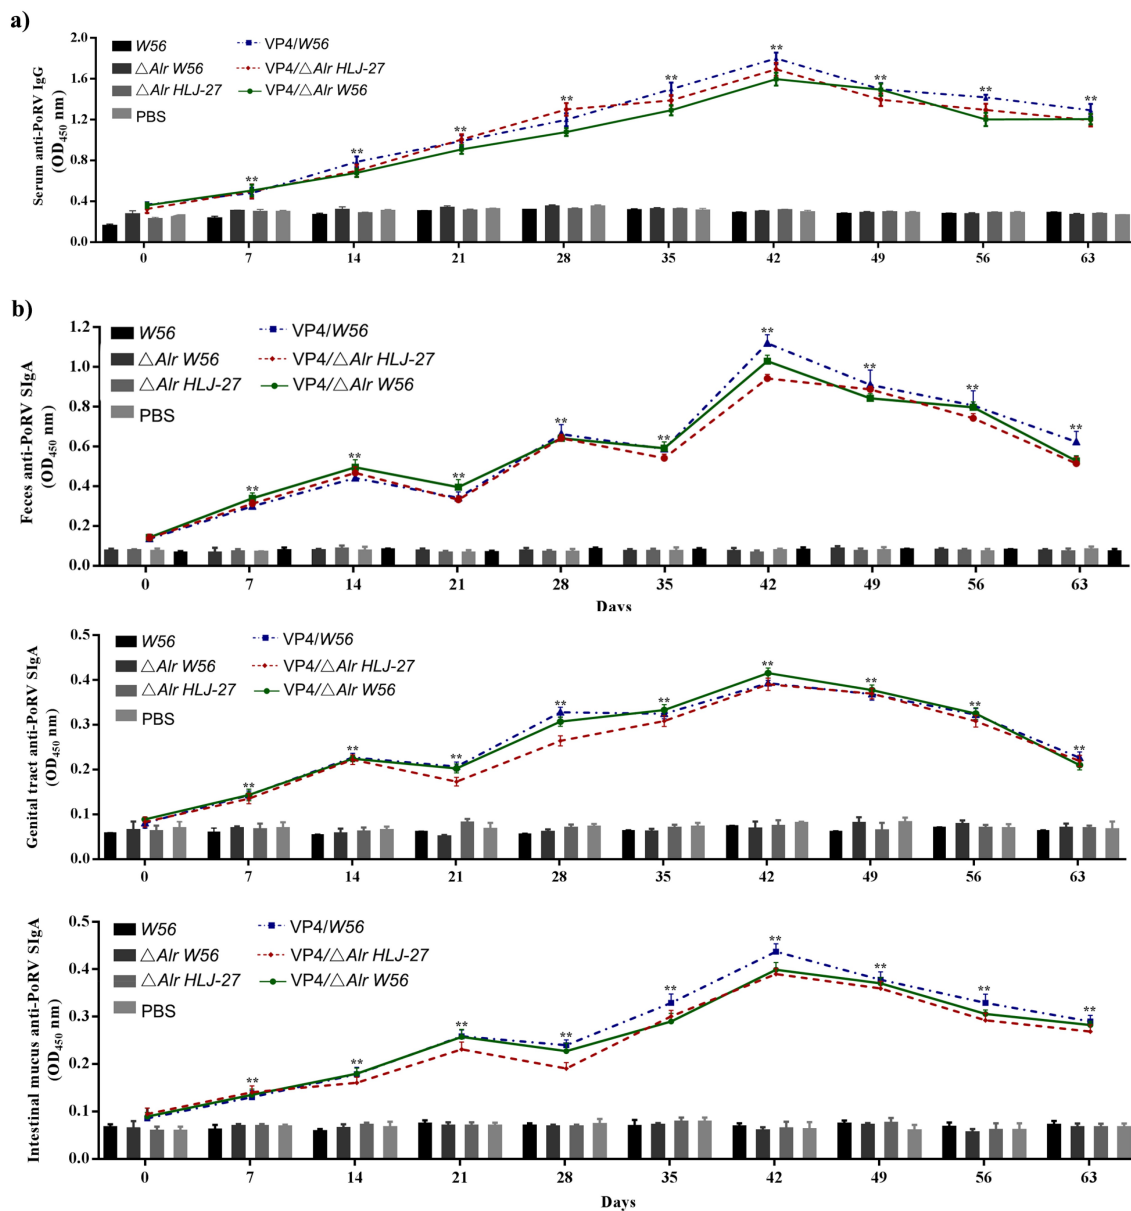 a)
Serum anti-PoRV IgG
(OD450 nm)
2.0
1.6
1.2
0.8
0.4
0.0
W56
△Alr W56
△Alr HLJ-27
PBS
VP4/W56
VP4/△Alr HLJ-27
VP4/△Alr W56
** ** ** ** ** ** ** ** **
0 7 14 21 28 35 42 49 56 63
b)
Feces anti-PoRV SIgA
(OD450 nm)
1.2
1.0
0.8
0.6
0.4
0.2
0.0
W56
△Alr W56
△Alr HLJ-27
PBS
VP4/W56
VP4/△Alr HLJ-27
VP4/△Alr W56
** ** ** ** ** ** ** ** **
0 7 14 21 28 35 42 49 56 63
Days
Genital tract anti-PoRV SIgA
(OD450 nm)
0.5
0.4
0.3
0.2
0.1
0.0
W56
△Alr W56
△Alr HLJ-27
PBS
VP4/W56
VP4/△Alr HLJ-27
VP4/△Alr W56
** ** ** ** ** ** ** ** **
0 7 14 21 28 35 42 49 56 63
Intestinal mucus anti-PoRV SIgA
(OD450 nm)
0.5
0.4
0.3
0.2
0.1
0.0
W56
△Alr W56
△Alr HLJ-27
PBS
VP4/W56
VP4/△Alr HLJ-27
VP4/△Alr W56
** ** ** ** ** ** ** ** **
0 7 14 21 28 35 42 49 56 63
Days